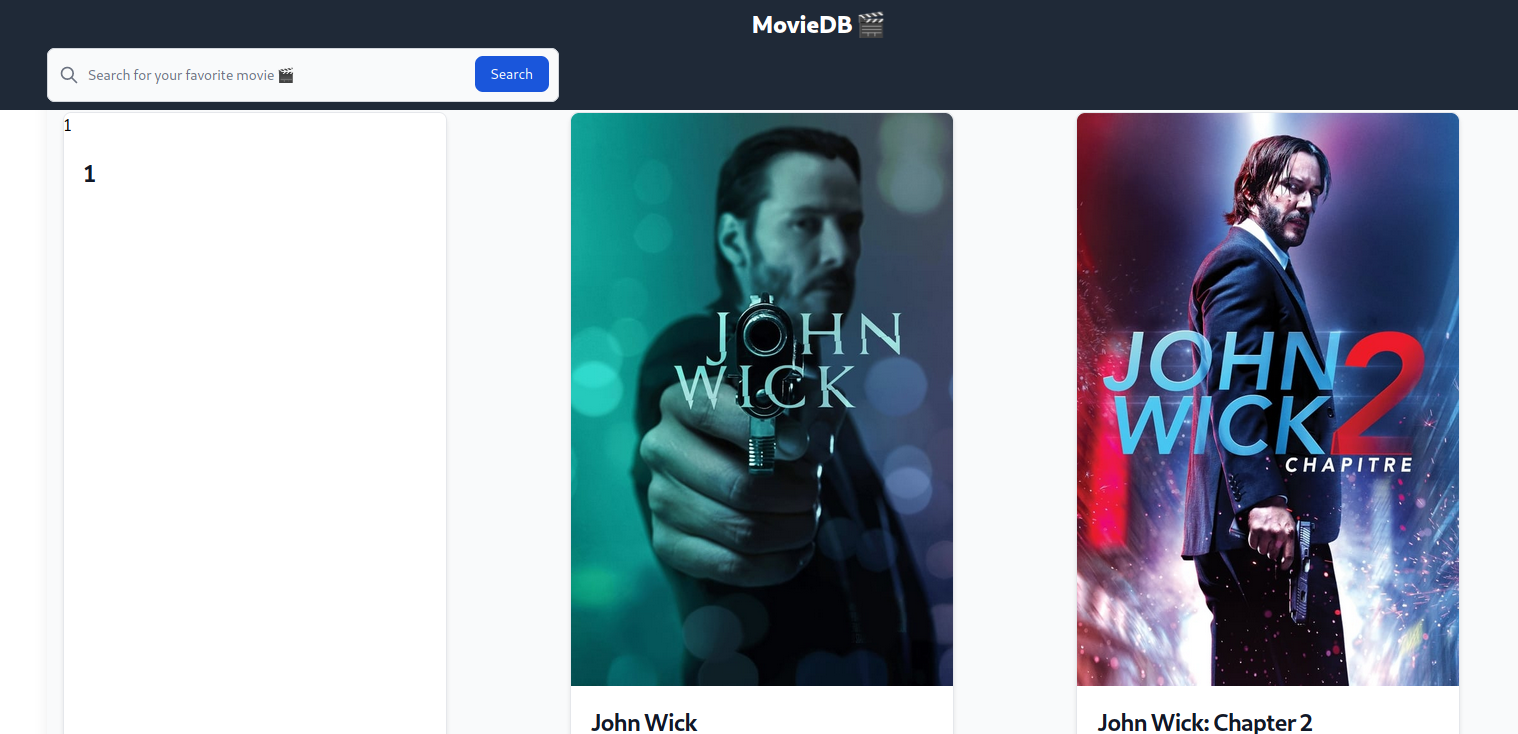 MovieDB 🎬
Search for your favorite movie 🎬
Search
1
1
JOHN
WICK
John Wick
JOHN
WICK 2
CHAPITRE
John Wick: Chapter 2